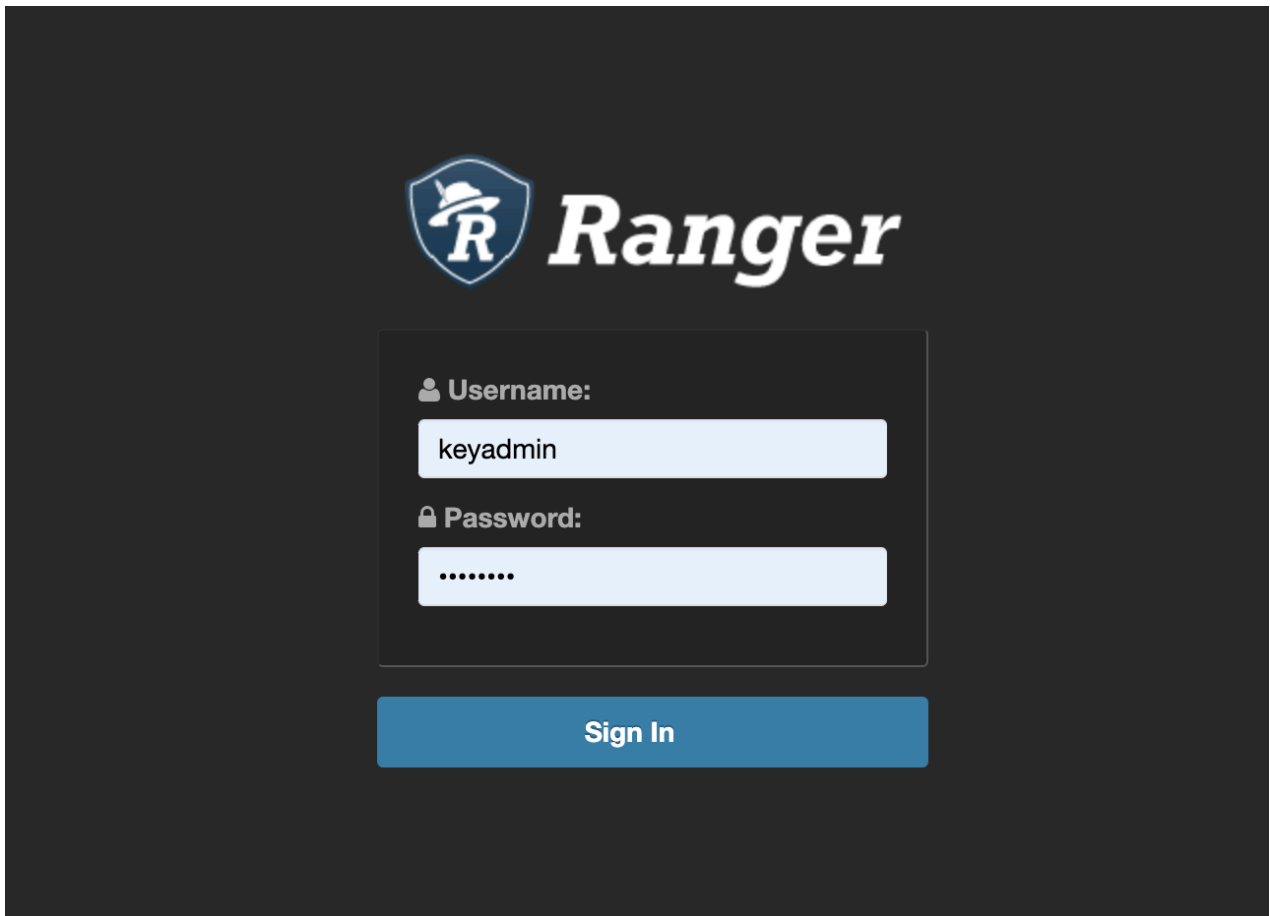 R Ranger
Username:
keyadmin
Password:
••••••••
Sign In